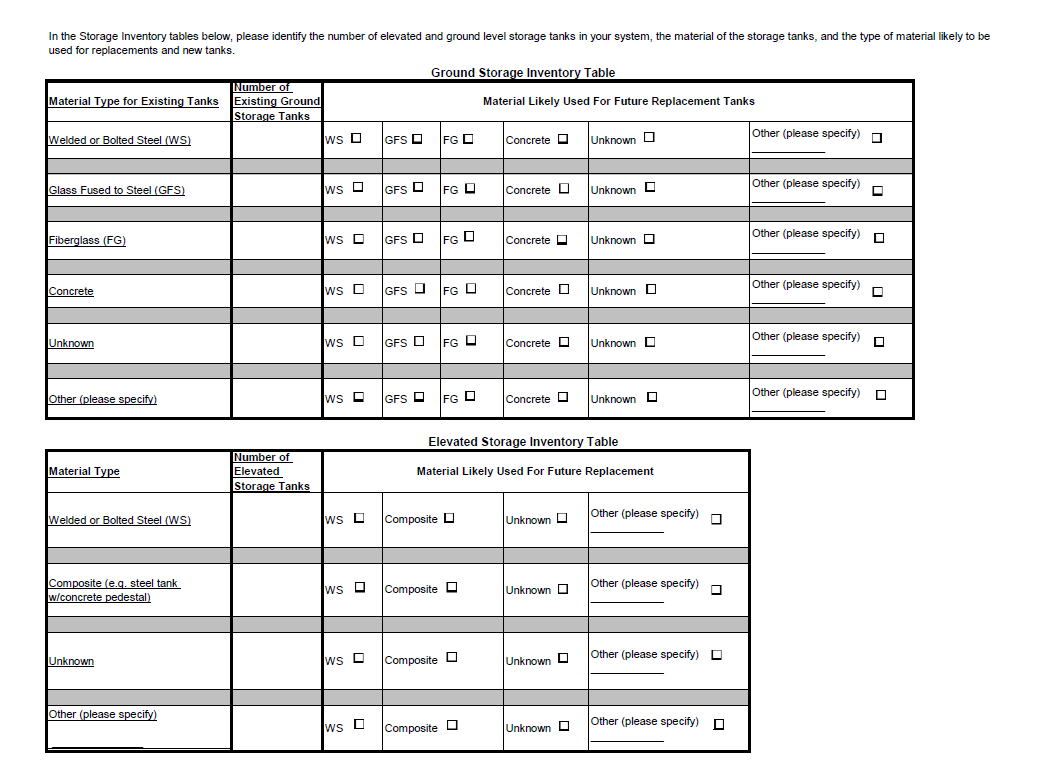 In the Storage Inventory tables below, please identify the number of elevated and ground level storage tanks in your system, the material of the storage tanks, and the type of material likely to be
used for replacements and new tanks.
Ground Storage Inventory Table
Material Type for Existing Tanks
Number of
Existing Ground
Storage Tanks
Material Likely Used For Future Replacement Tanks
Welded or Bolted Steel (WS)
WS GFS FG Concrete Unknown Other (please specify)
Glass Fused to Steel (GFS)
WS GFS FG Concrete Unknown Other (please specify)
Fiberglass (FG)
WS GFS FG Concrete Unknown Other (please specify)
Concrete
WS GFS FG Concrete Unknown Other (please specify)
Unknown
WS GFS FG Concrete Unknown Other (please specify)
Other (please specify)
WS GFS FG Concrete Unknown Other (please specify)
Elevated Storage Inventory Table
Material Type
Number of
Elevated
Storage Tanks
Material Likely Used For Future Replacement
Welded or Bolted Steel (WS)
WS Composite Unknown Other (please specify)
Composite (e.g. steel tank
w/concrete pedestal)
WS Composite Unknown Other (please specify)
Unknown
WS Composite Unknown Other (please specify)
Other (please specify)
WS Composite Unknown Other (please specify)